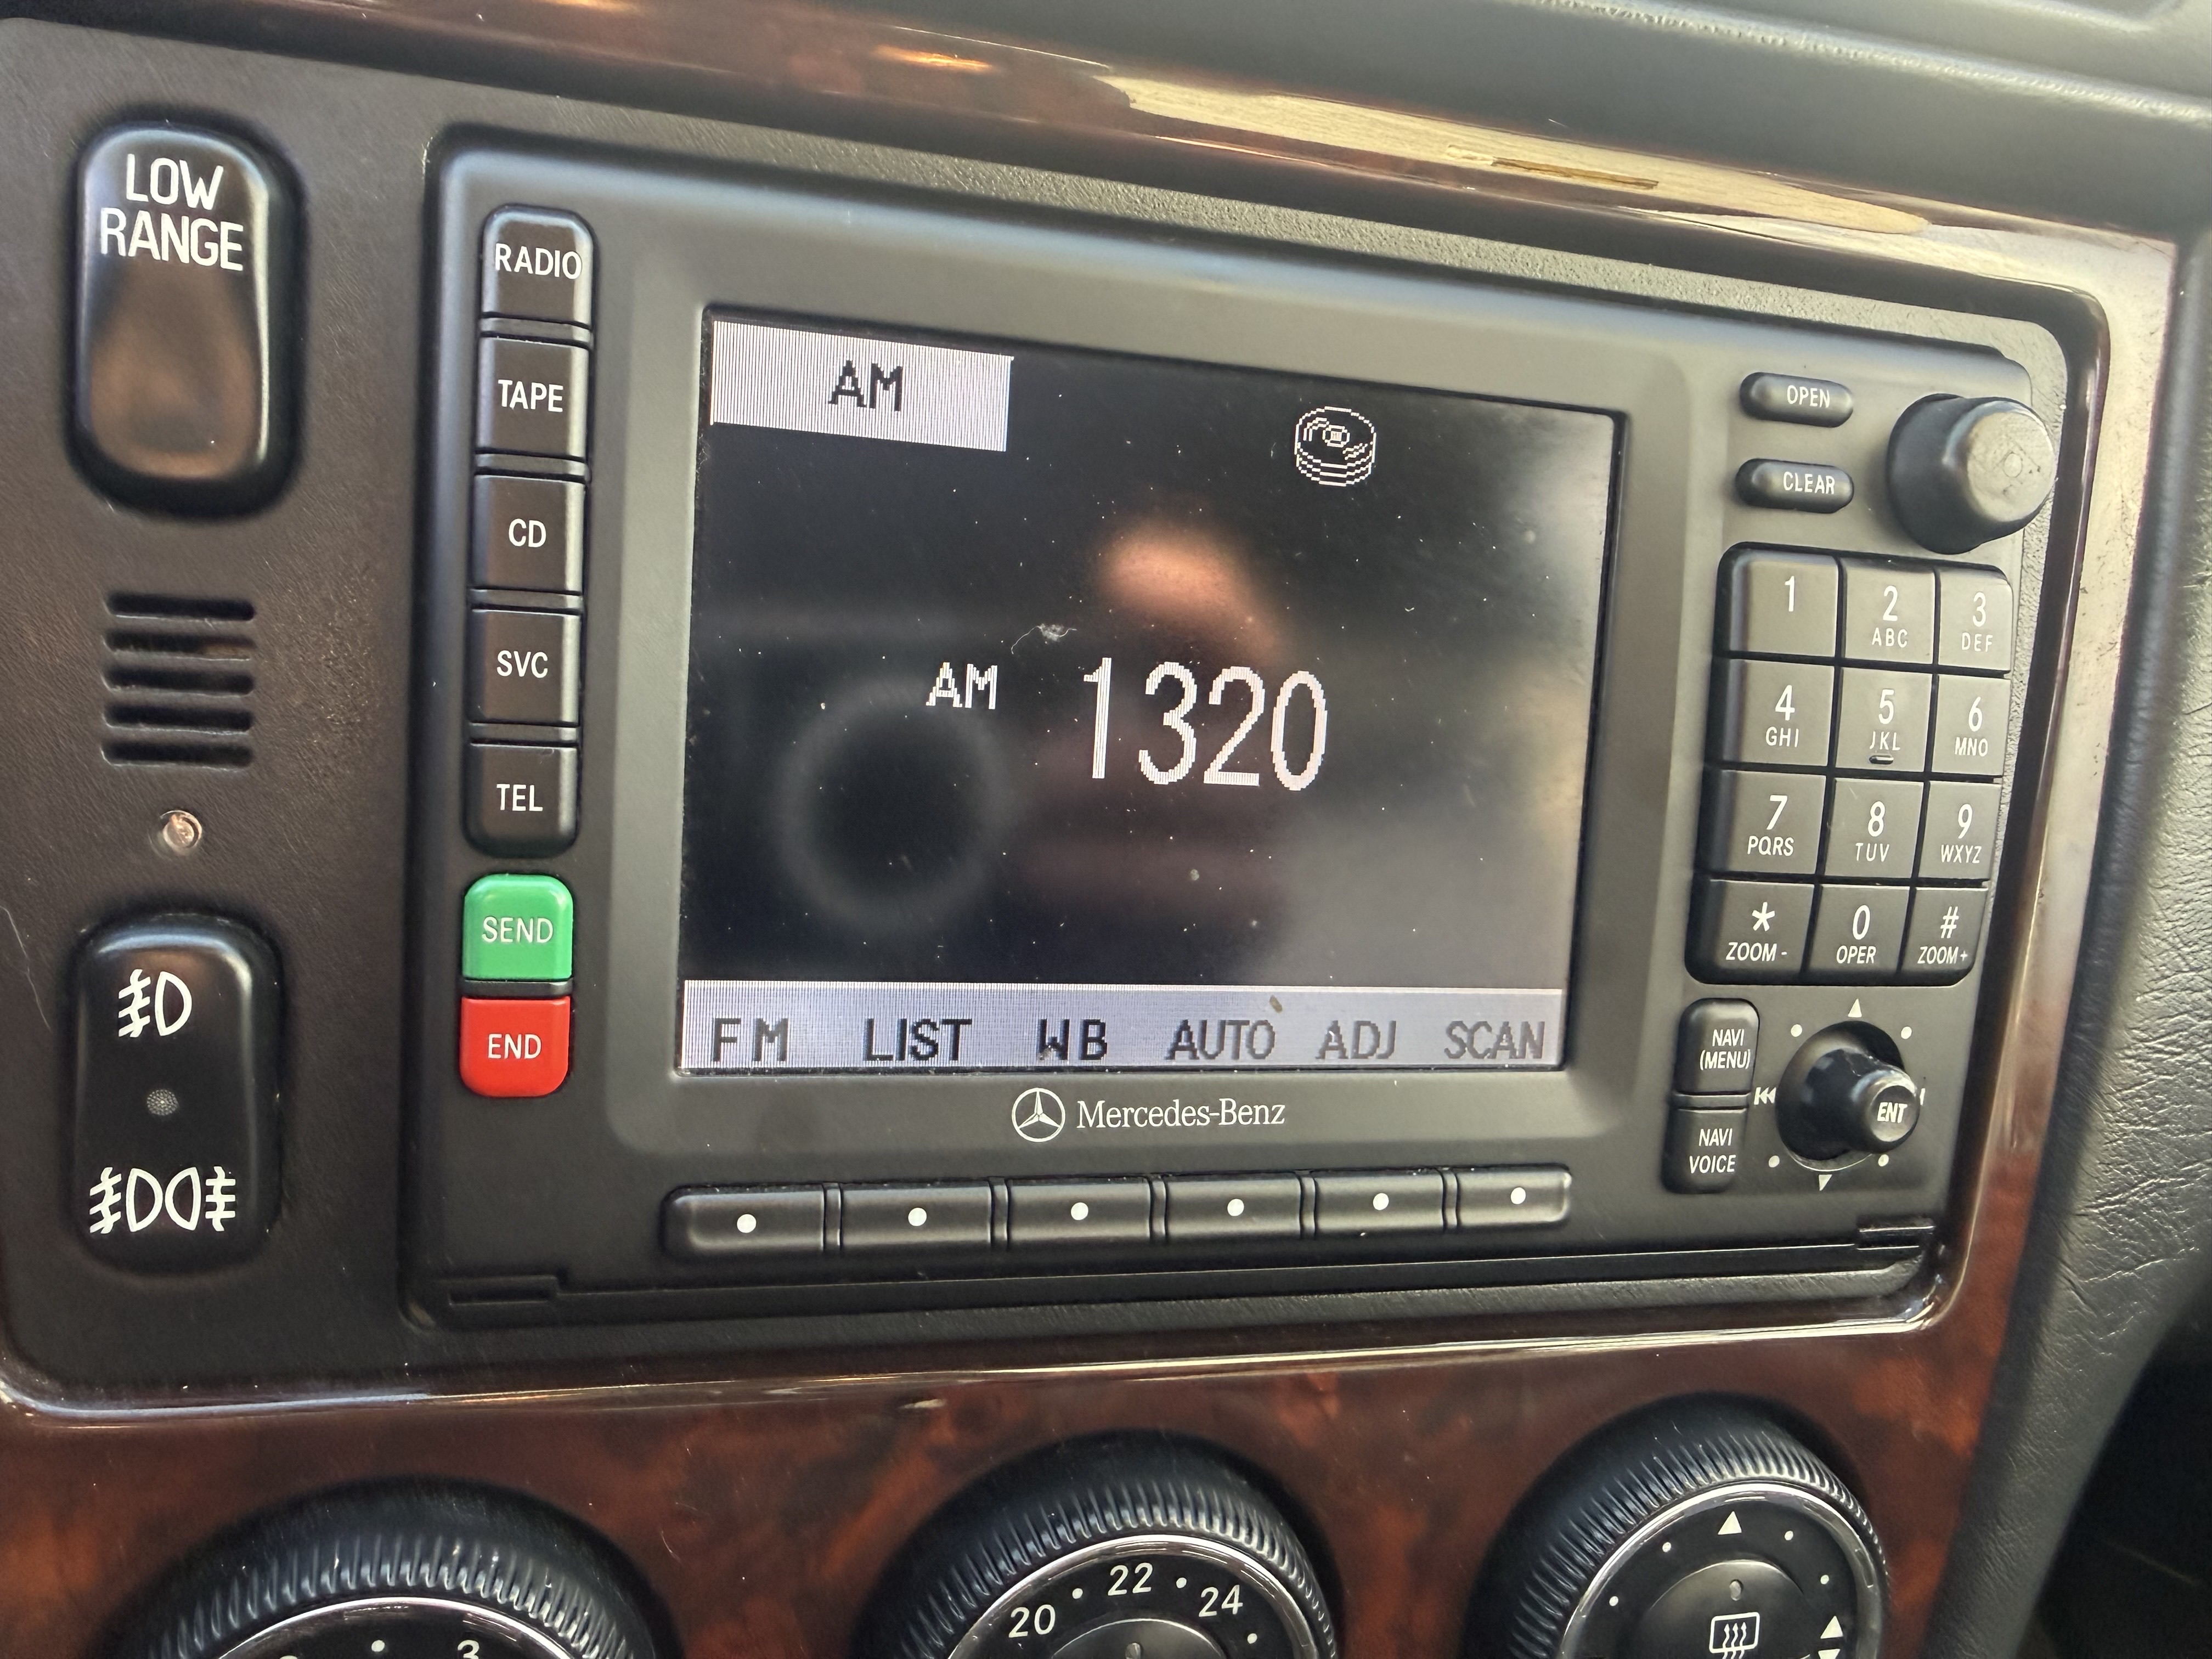 LOW
RANGE
RADIO
TAPE
CD
SVC
TEL
SEND
END
AM
AM 1320
FM LIST WB AUTO ADJ SCAN
Mercedes-Benz
OPEN
CLEAR
1 2 3
ABC DEF
4 5 6
GHI JKL MNO
7 8 9
PQRS TUV WXYZ
* 0 #
ZOOM - OPER ZOOM +
NAVI
(MENU)
NAVI
VOICE
ENT
3
20 22 24